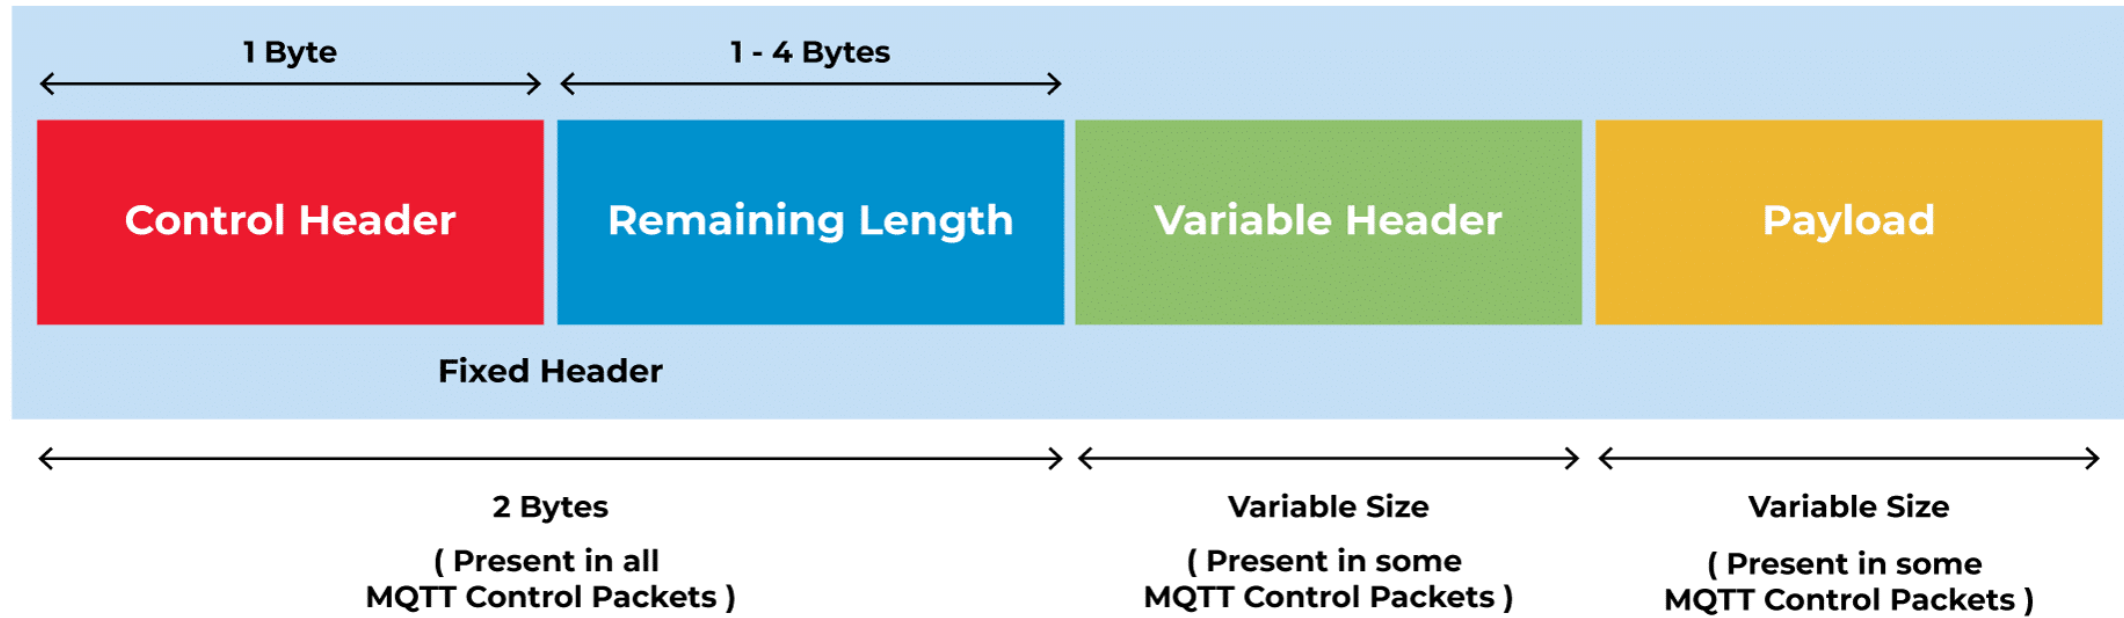 1 Byte
1 - 4 Bytes
Control Header
Remaining Length
Variable Header
Payload
Fixed Header
2 Bytes
( Present in all
MQTT Control Packets )
Variable Size
( Present in some
MQTT Control Packets )
Variable Size
( Present in some
MQTT Control Packets )